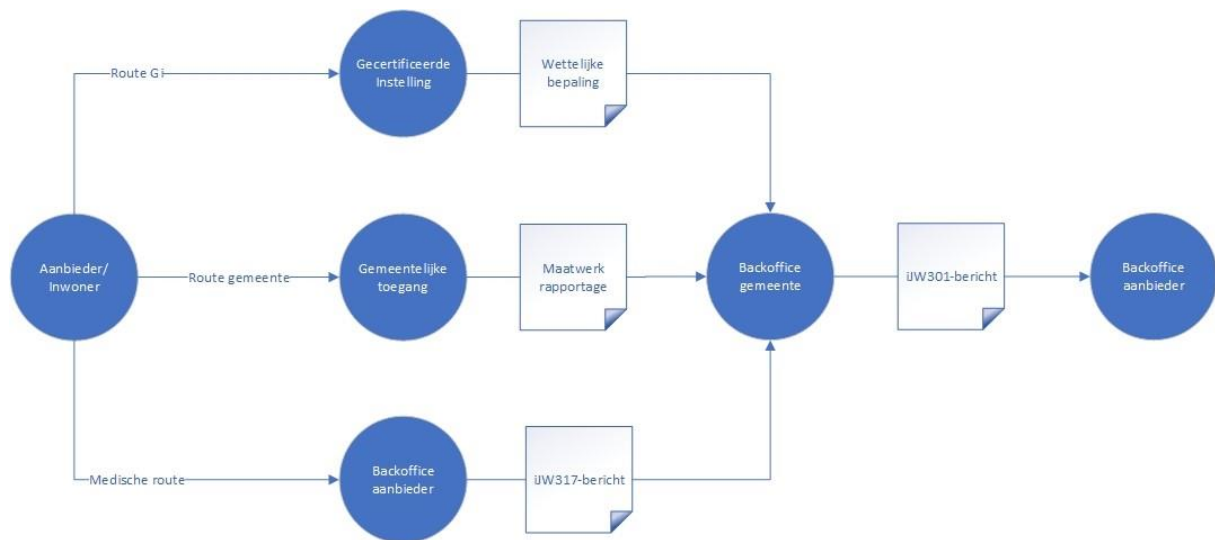 Route Gi
Gecertificeerde
Instelling
Wettelijke
bepaling
Aanbieder/
Inwoner
Route gemeente
Gemeentelijke
toegang
Maatwerk
rapportage
Backoffice
gemeente
iJW301-bericht
Backoffice
aanbieder
Medische route
Backoffice
aanbieder
iJW317-bericht